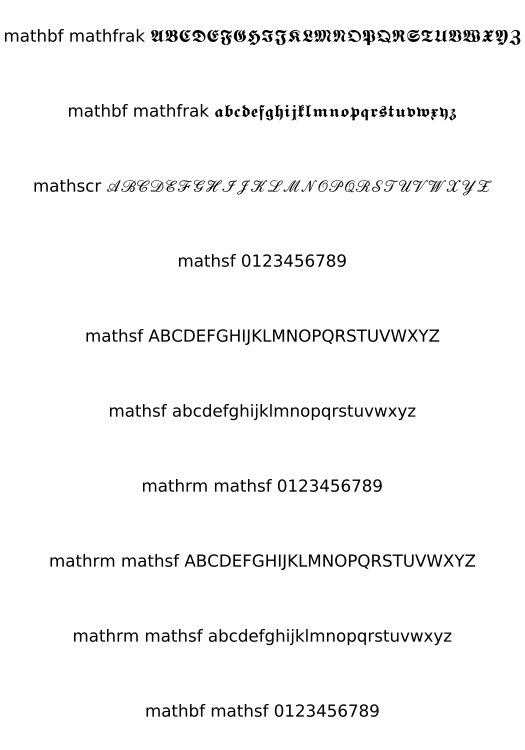 mathbf mathfrak 𝕬𝕭𝕮𝕯𝕰𝕱𝕲𝕳𝕴𝕵𝕶𝕷𝕸𝕹𝕺𝕻𝕼𝕽𝕾𝕿𝖀𝖁𝖂𝖃𝖄𝖅
mathbf mathfrak 𝖆𝖇𝖈𝖉𝖊𝖋𝖌𝖍𝖎𝖏𝖐𝖑𝖒𝖓𝖔𝖕𝖖𝖗𝖘𝖙𝖚𝖛𝖜𝖝𝖞𝖟
mathscr 𝒜ℬ𝒞𝒟ℰℱ𝒢ℋℐ𝒥𝒦ℒℳ𝒩𝒪𝒫𝒬ℛ𝒮𝒯𝒰𝒱𝒲𝒳𝒴𝒵
mathsf 0123456789
mathsf ABCDEFGHIJKLMNOPQRSTUVWXYZ
mathsf abcdefghijklmnopqrstuvwxyz
mathrm mathsf 0123456789
mathrm mathsf ABCDEFGHIJKLMNOPQRSTUVWXYZ
mathrm mathsf abcdefghijklmnopqrstuvwxyz
mathbf mathsf 0123456789